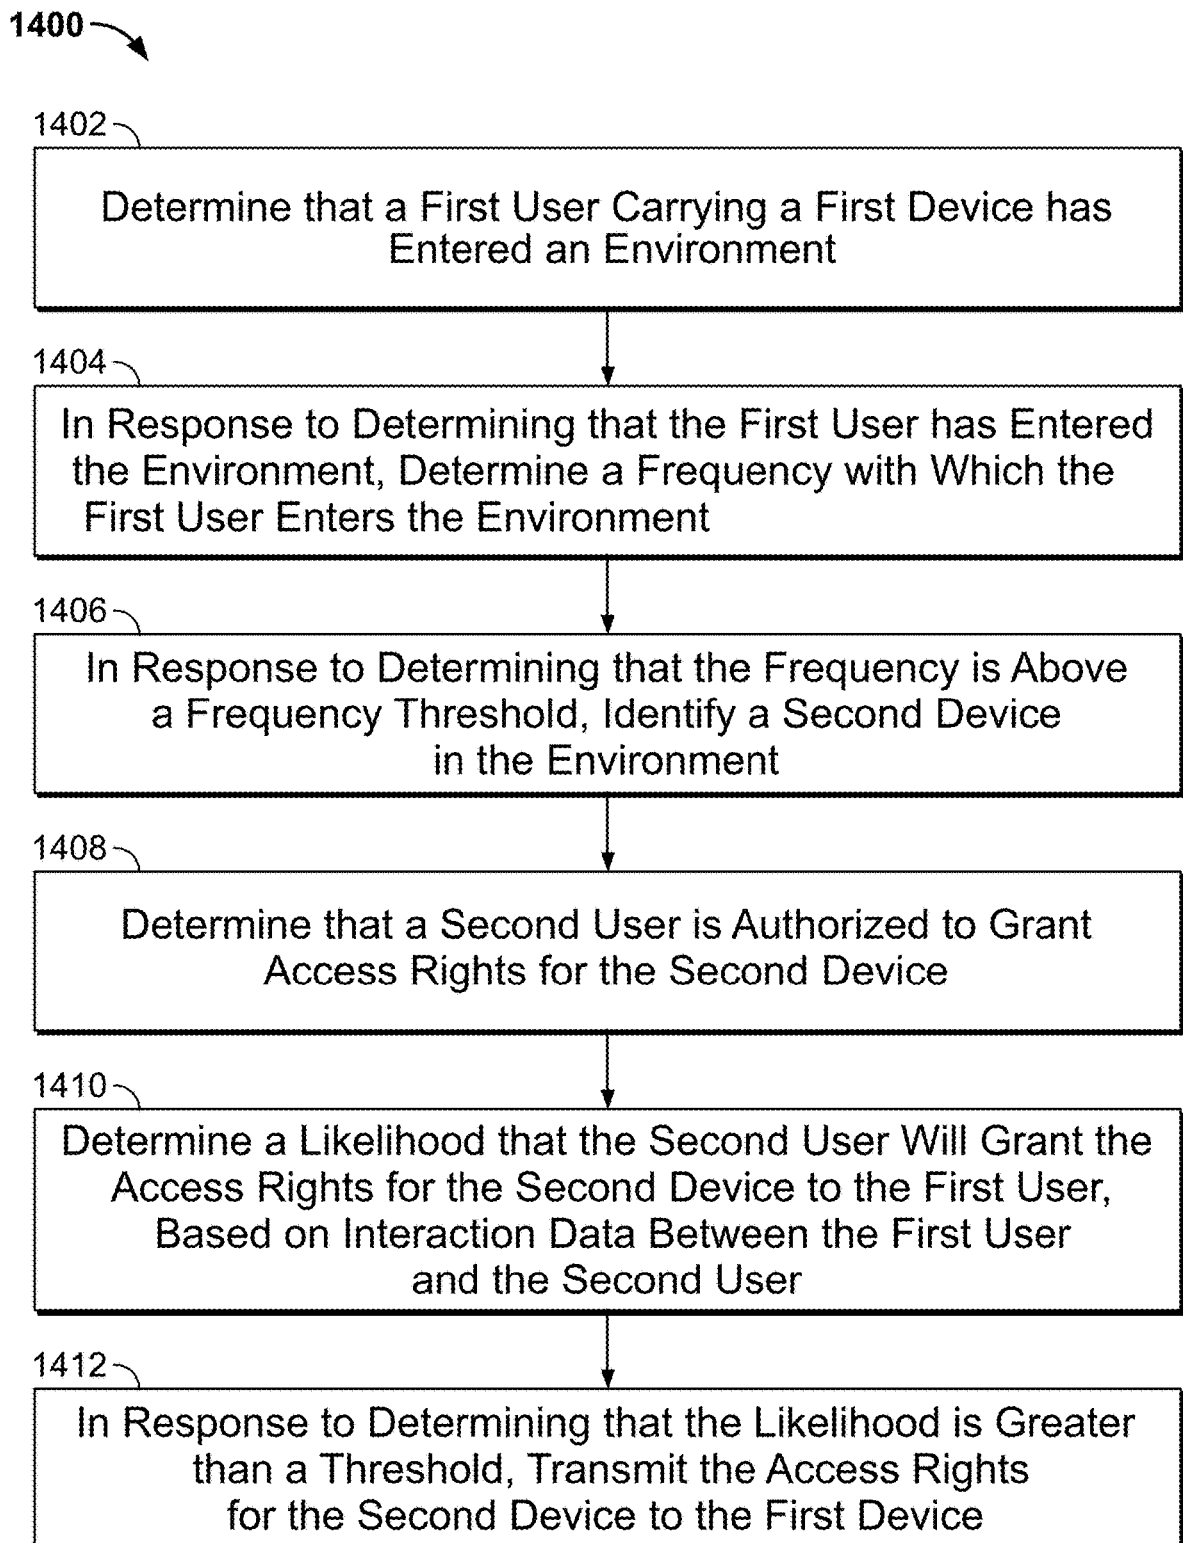 1400
1402
Determine that a First User Carrying a First Device has
Entered an Environment
1404
In Response to Determining that the First User has Entered
the Environment, Determine a Frequency with Which the
First User Enters the Environment
1406
In Response to Determining that the Frequency is Above
a Frequency Threshold, Identify a Second Device
in the Environment
1408
Determine that a Second User is Authorized to Grant
Access Rights for the Second Device
1410
Determine a Likelihood that the Second User Will Grant the
Access Rights for the Second Device to the First User,
Based on Interaction Data Between the First User
and the Second User
1412
In Response to Determining that the Likelihood is Greater
than a Threshold, Transmit the Access Rights
for the Second Device to the First Device